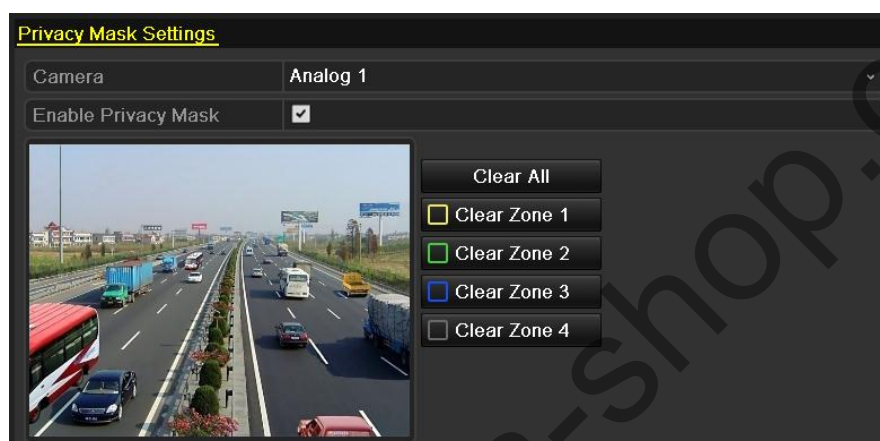 Privacy Mask Settings
Camera Analog 1
Enable Privacy Mask
Clear All
Clear Zone 1
Clear Zone 2
Clear Zone 3
Clear Zone 4
-shop.